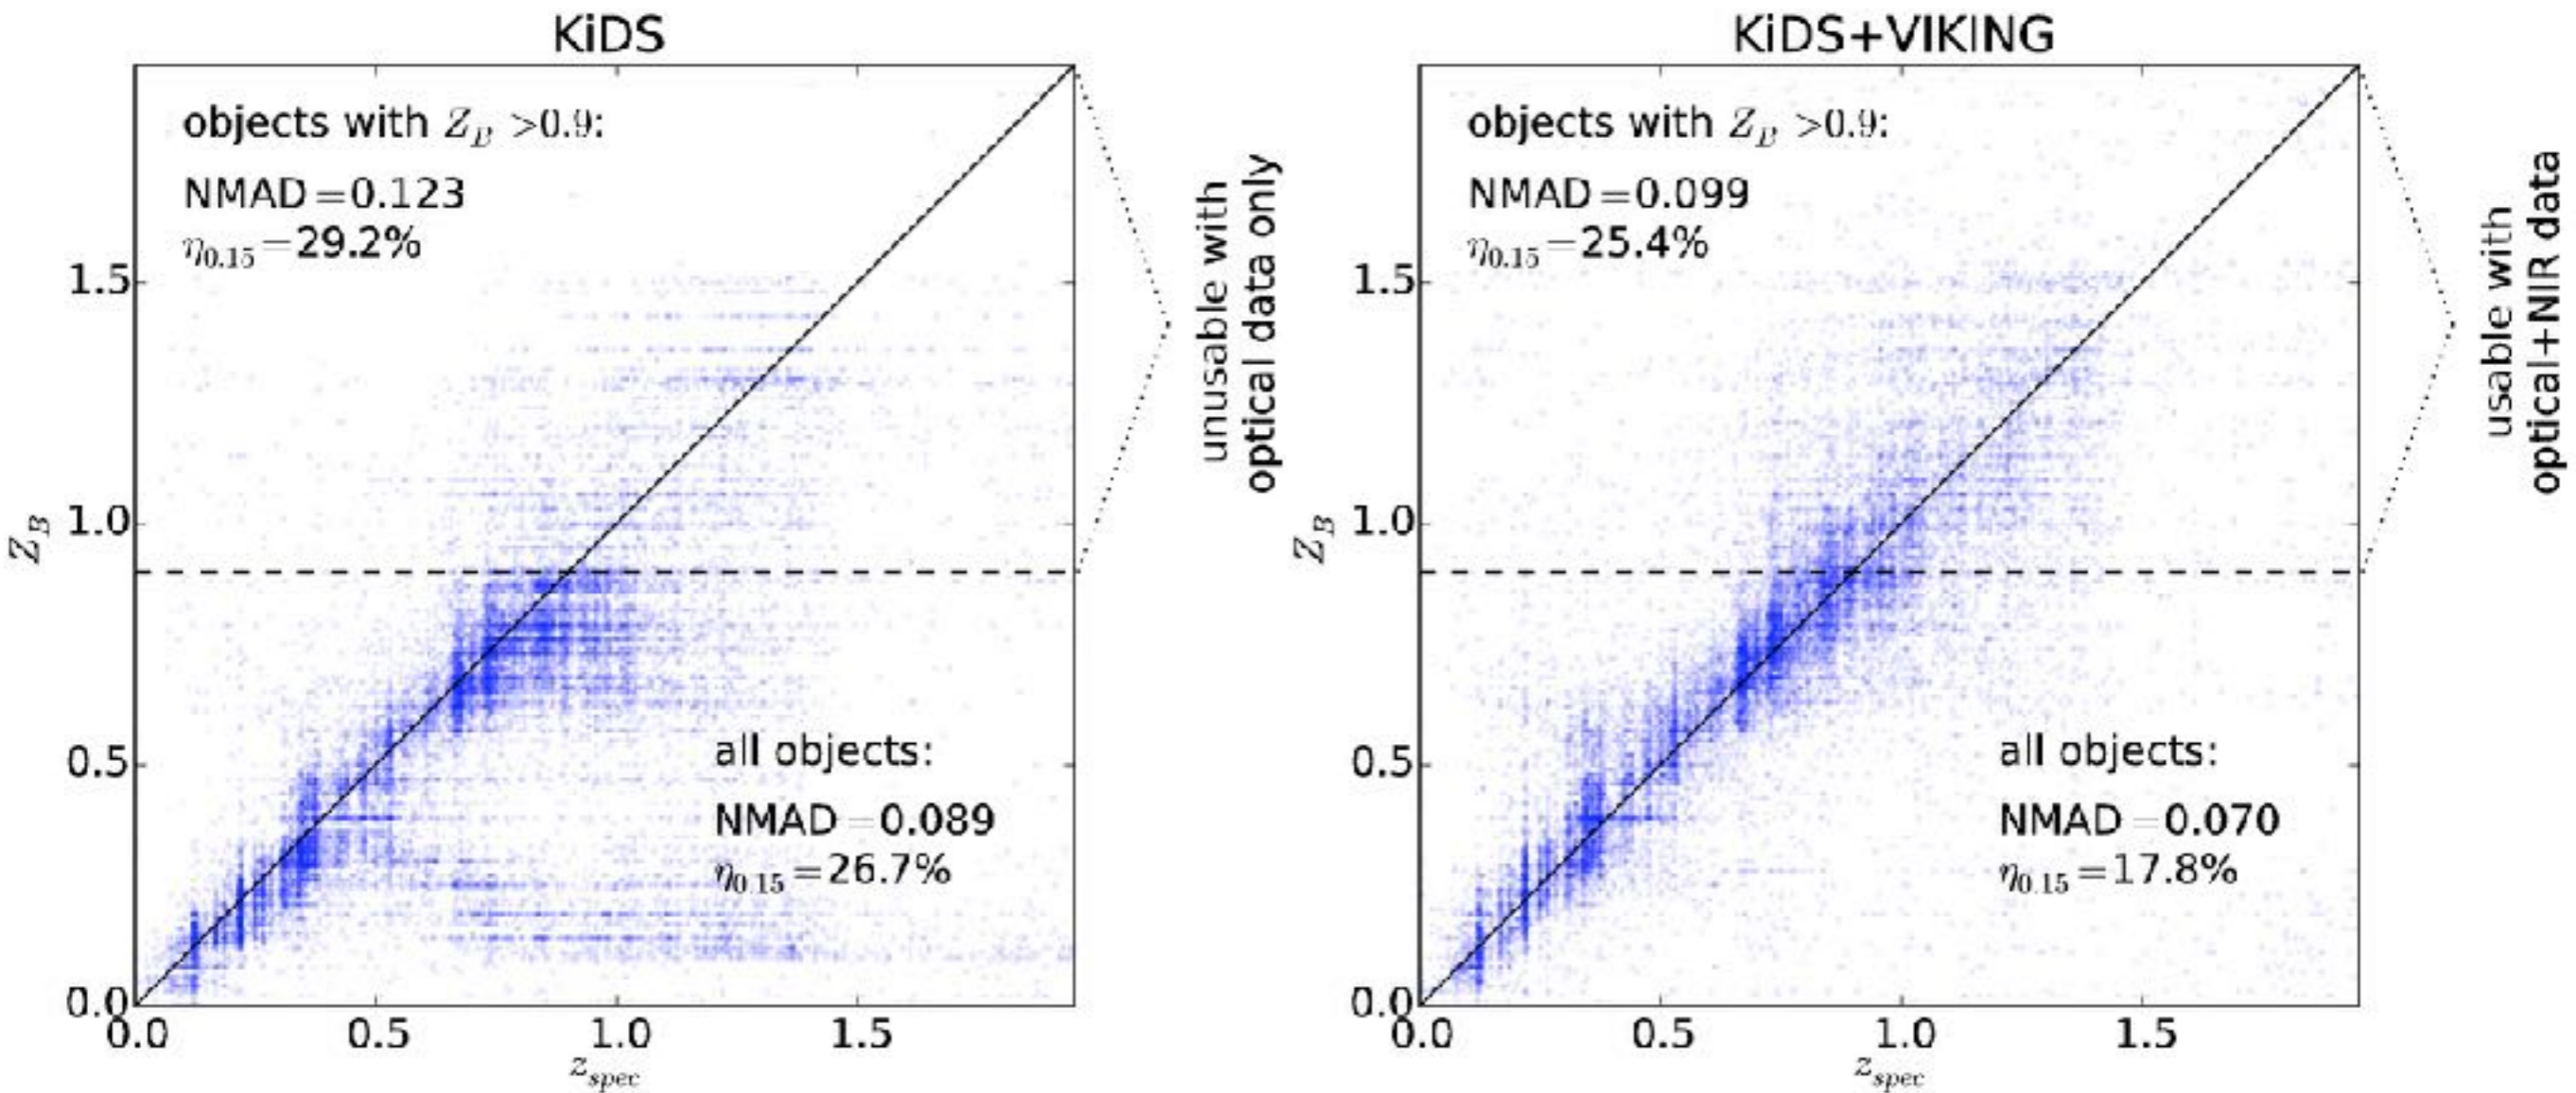 KiDS
objects with Z_B >0.9:
NMAD=0.123
η_0.15=29.2%
all objects:
NMAD=0.089
η_0.15=26.7%
1.5
1.0
0.5
0.0
Z_B
0.0 0.5 1.0 1.5
z_spec
unusable with
optical data only
KiDS+VIKING
objects with Z_B >0.9:
NMAD=0.099
η_0.15=25.4%
all objects:
NMAD=0.070
η_0.15=17.8%
1.5
1.0
0.5
0.0
Z_B
0.0 0.5 1.0 1.5
z_spec
usable with
optical+NIR data